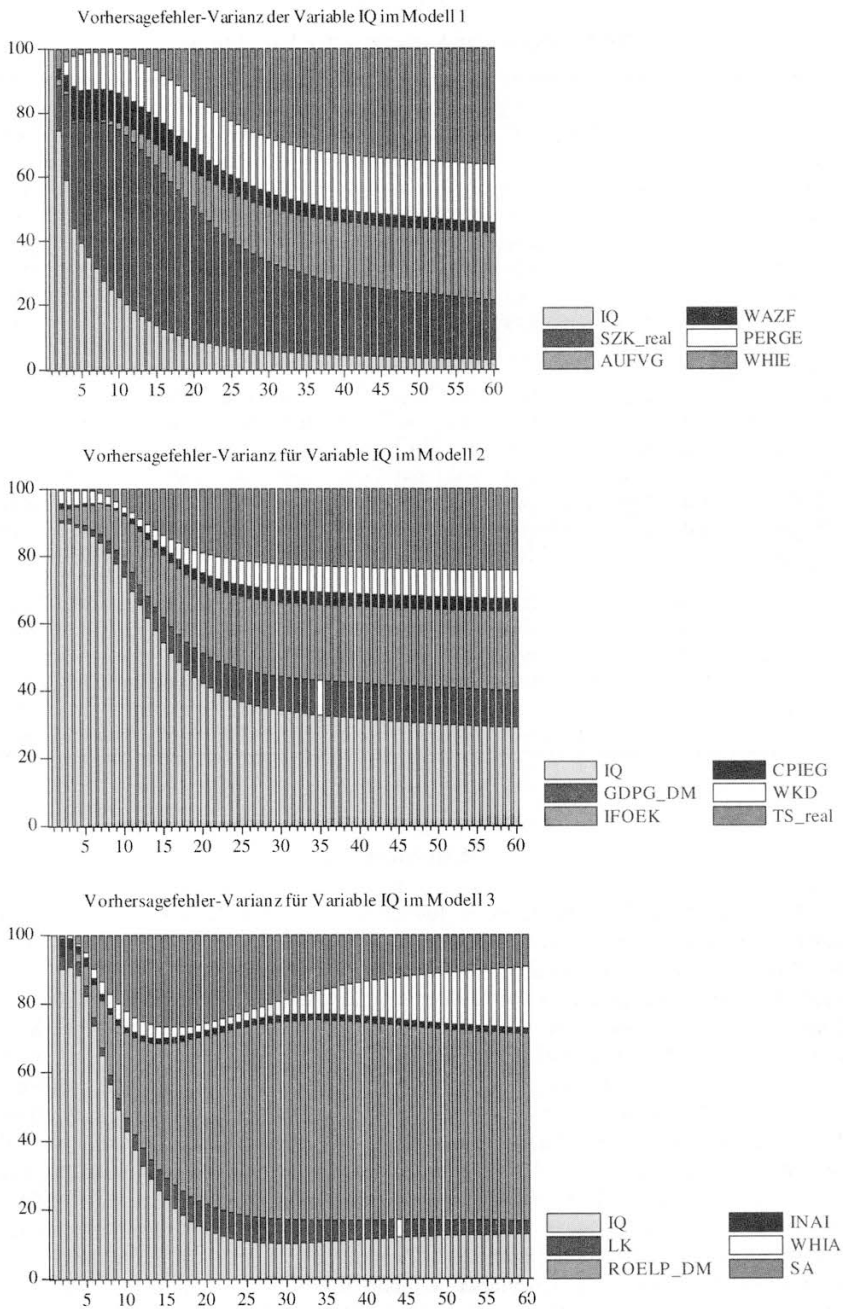 Vorhersagefehler-Varianz der Variable IQ im Modell 1
100
80
60
40
20
0
5 10 15 20 25 30 35 40 45 50 55 60
IQ WAZF
SZK_real PERGE
AUFVG WHIE
Vorhersagefehler-Varianz für Variable IQ im Modell 2
100
80
60
40
20
0
5 10 15 20 25 30 35 40 45 50 55 60
IQ CPIEG
GDPG_DM WKD
IFOEK TS_real
Vorhersagefehler-Varianz für Variable IQ im Modell 3
100
80
60
40
20
0
5 10 15 20 25 30 35 40 45 50 55 60
IQ INAI
LK WHIA
ROELP_DM SA